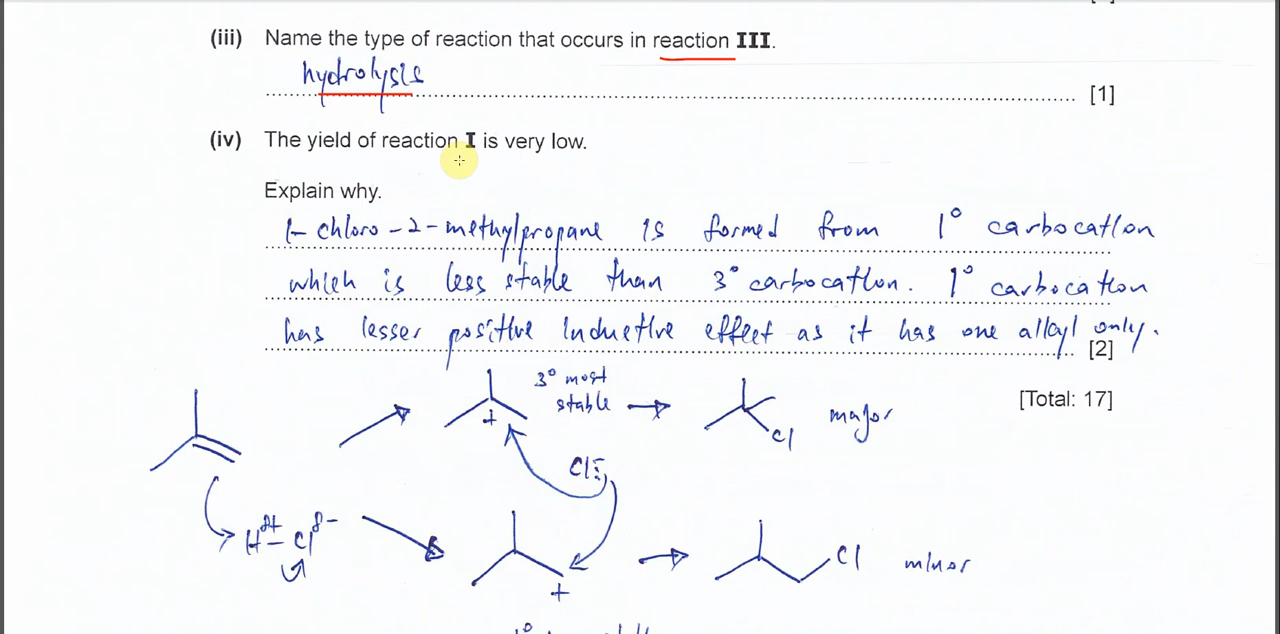 (iii) Name the type of reaction that occurs in reaction III.
hydrolysis
[1]
(iv) The yield of reaction I is very low.
Explain why.
1-chloro-2-methylpropane is formed from 1° carbocation
which is less stable than 3° carbocation. 1° carbocation
has lesser positive inductive effect as it has one alkyl only.
[2]
[Total: 17]
3° most
stable
+
Cl
major
Cl:-
Hδ+ - Clδ-
Cl
minor
+